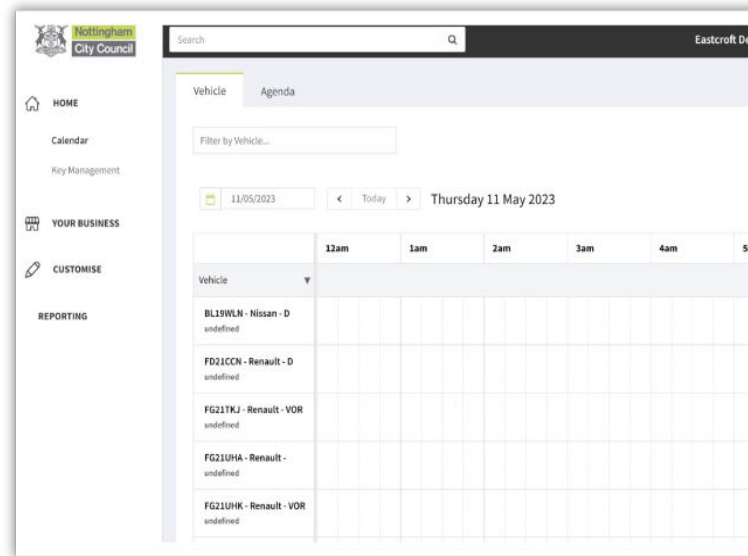 Nottingham
City Council
Search
Eastcroft De
HOME
Calendar
Key Management
YOUR BUSINESS
CUSTOMISE
REPORTING
Vehicle Agenda
Filter by Vehicle...
11/05/2023 Today Thursday 11 May 2023
12am 1am 2am 3am 4am 5
Vehicle
BL19WLN - Nissan - D
undefined
FD21CCN - Renault - D
undefined
FG21TKJ - Renault - VOR
undefined
FG21UHA - Renault -
undefined
FG21UHK - Renault - VOR
undefined